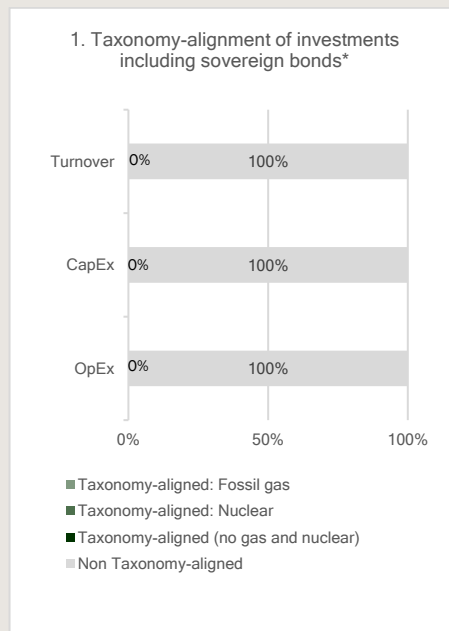 1. Taxonomy-alignment of investments
including sovereign bonds*
Turnover
0%
100%
CapEx
0%
100%
OpEx
0%
100%
0%
50%
100%
Taxonomy-aligned: Fossil gas
Taxonomy-aligned: Nuclear
Taxonomy-aligned (no gas and nuclear)
Non Taxonomy-aligned